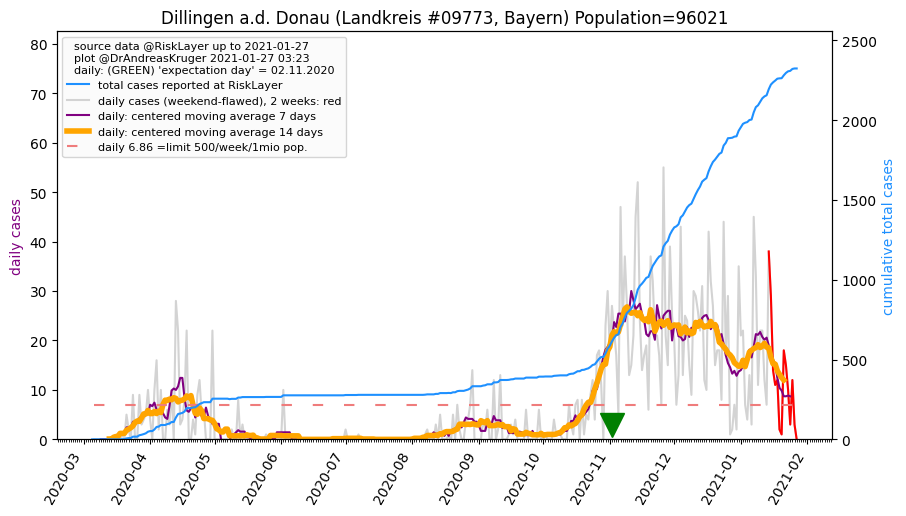 Dillingen a.d. Donau (Landkreis #09773, Bayern) Population=96021
source data @RiskLayer up to 2021-01-27
plot @DrAndreasKruger 2021-01-27 03:23
daily: (GREEN) 'expectation day' = 02.11.2020
total cases reported at RiskLayer
daily cases (weekend-flawed), 2 weeks: red
daily: centered moving average 7 days
daily: centered moving average 14 days
daily 6.86 =limit 500/week/1mio pop.
daily cases
80
70
60
50
40
30
20
10
0
cumulative total cases
2500
2000
1500
1000
500
0
2020-03
2020-04
2020-05
2020-06
2020-07
2020-08
2020-09
2020-10
2020-11
2020-12
2021-01
2021-02